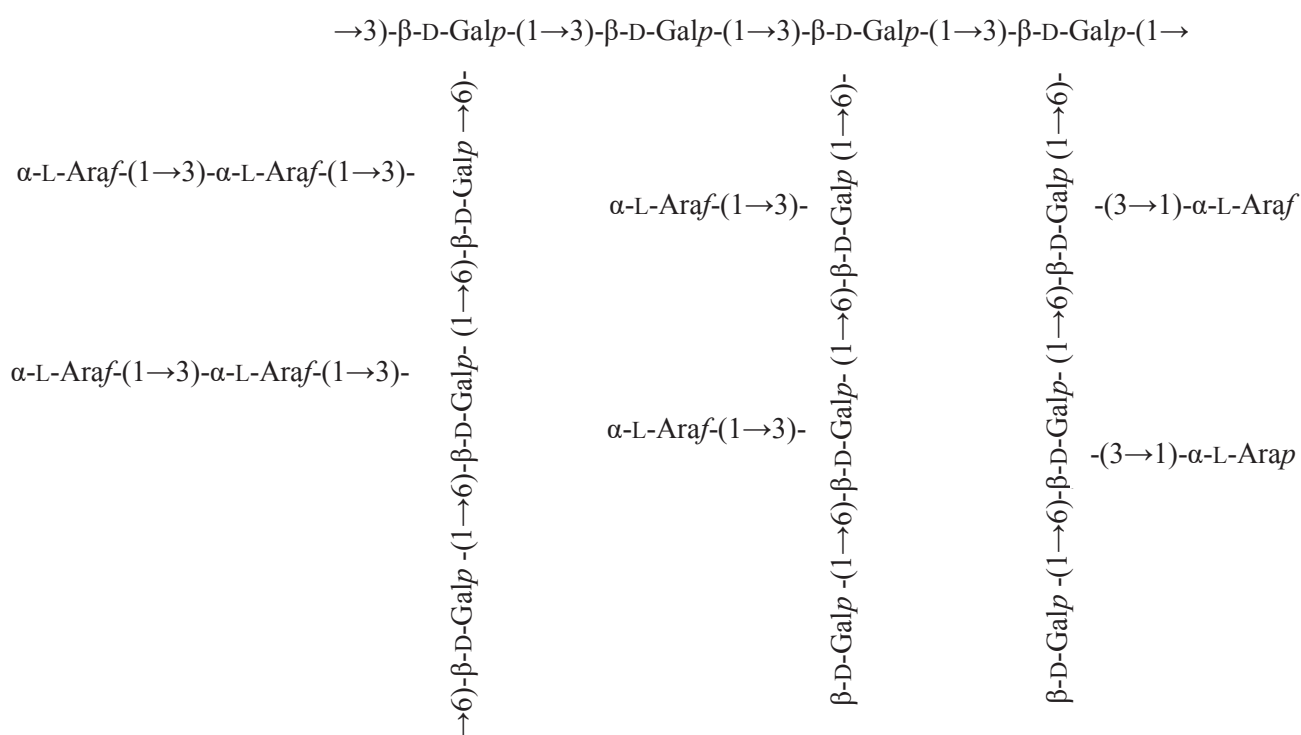 →3)-β-D-Galp-(1→3)-β-D-Galp-(1→3)-β-D-Galp-(1→3)-β-D-Galp-(1→
α-L-Araf-(1→3)-α-L-Araf-(1→3)-
α-L-Araf-(1→3)-α-L-Araf-(1→3)-
→6)-β-D-Galp -(1→6)-β-D-Galp- (1→6)-β-D-Galp →6)-
α-L-Araf-(1→3)-
α-L-Araf-(1→3)-
β-D-Galp -(1→6)-β-D-Galp- (1→6)-β-D-Galp (1→6)-
β-D-Galp -(1→6)-β-D-Galp- (1→6)-β-D-Galp (1→6)-
-(3→1)-α-L-Araf
-(3→1)-α-L-Arap